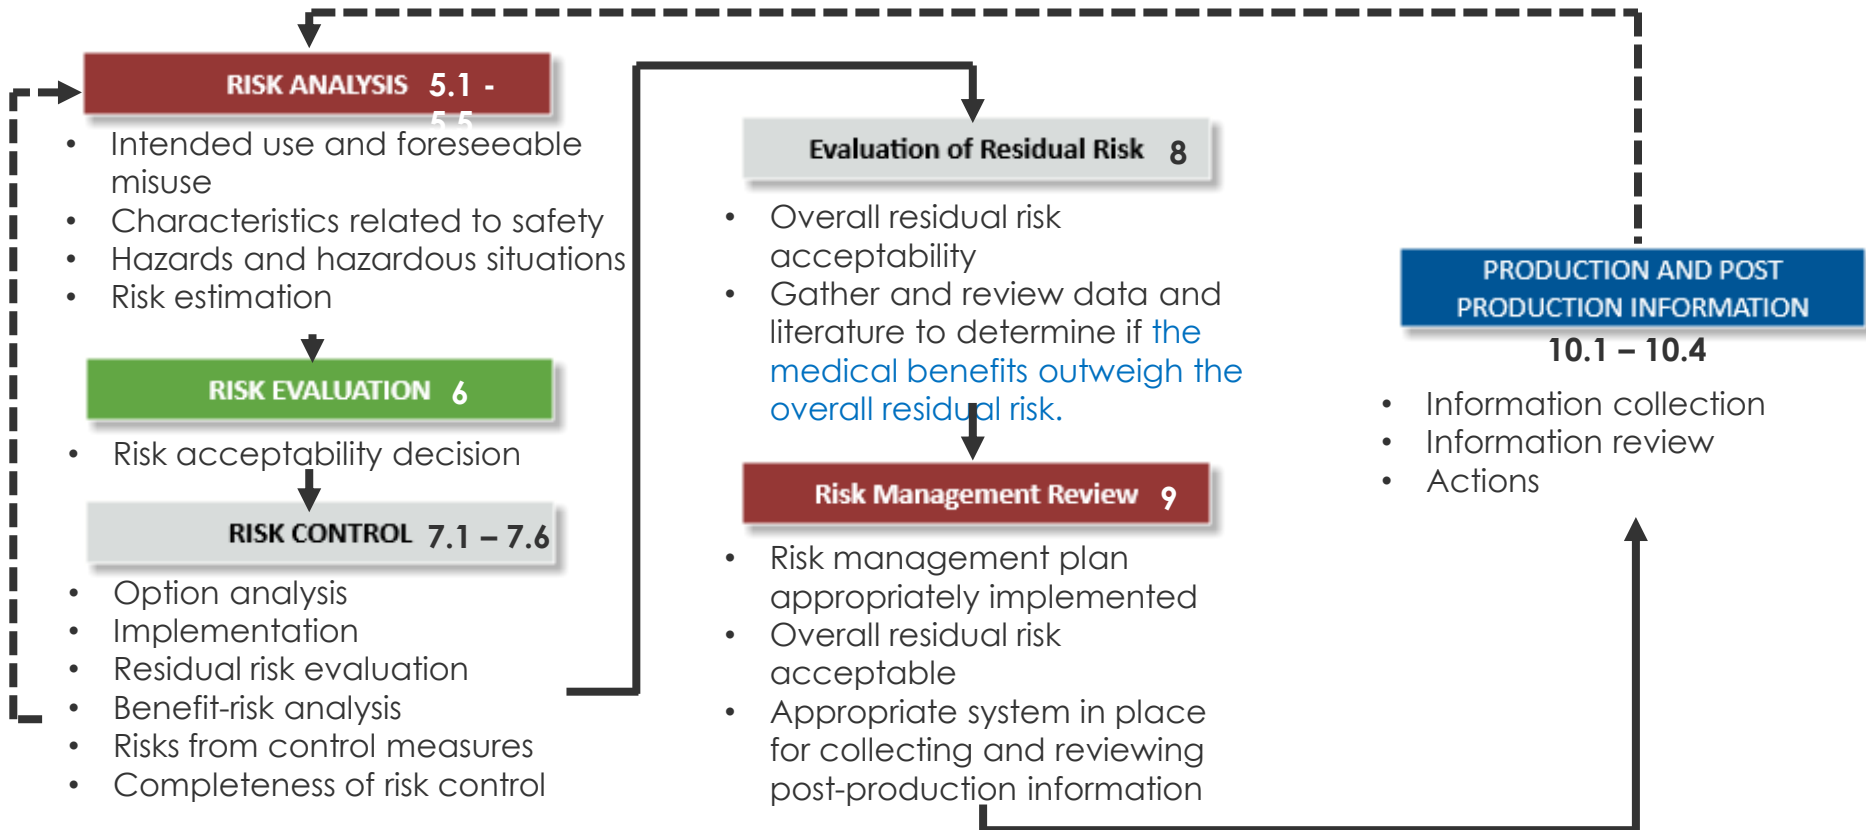 RISK ANALYSIS 5.1 -
5.5
• Intended use and foreseeable
misuse
• Characteristics related to safety
• Hazards and hazardous situations
• Risk estimation
RISK EVALUATION 6
• Risk acceptability decision
RISK CONTROL 7.1 – 7.6
• Option analysis
• Implementation
• Residual risk evaluation
• Benefit-risk analysis
• Risks from control measures
• Completeness of risk control
Evaluation of Residual Risk 8
• Overall residual risk
acceptability
• Gather and review data and
literature to determine if the
medical benefits outweigh the
overall residual risk.
Risk Management Review 9
• Risk management plan
appropriately implemented
• Overall residual risk
acceptable
• Appropriate system in place
for collecting and reviewing
post-production information
PRODUCTION AND POST
PRODUCTION INFORMATION
10.1 – 10.4
• Information collection
• Information review
• Actions